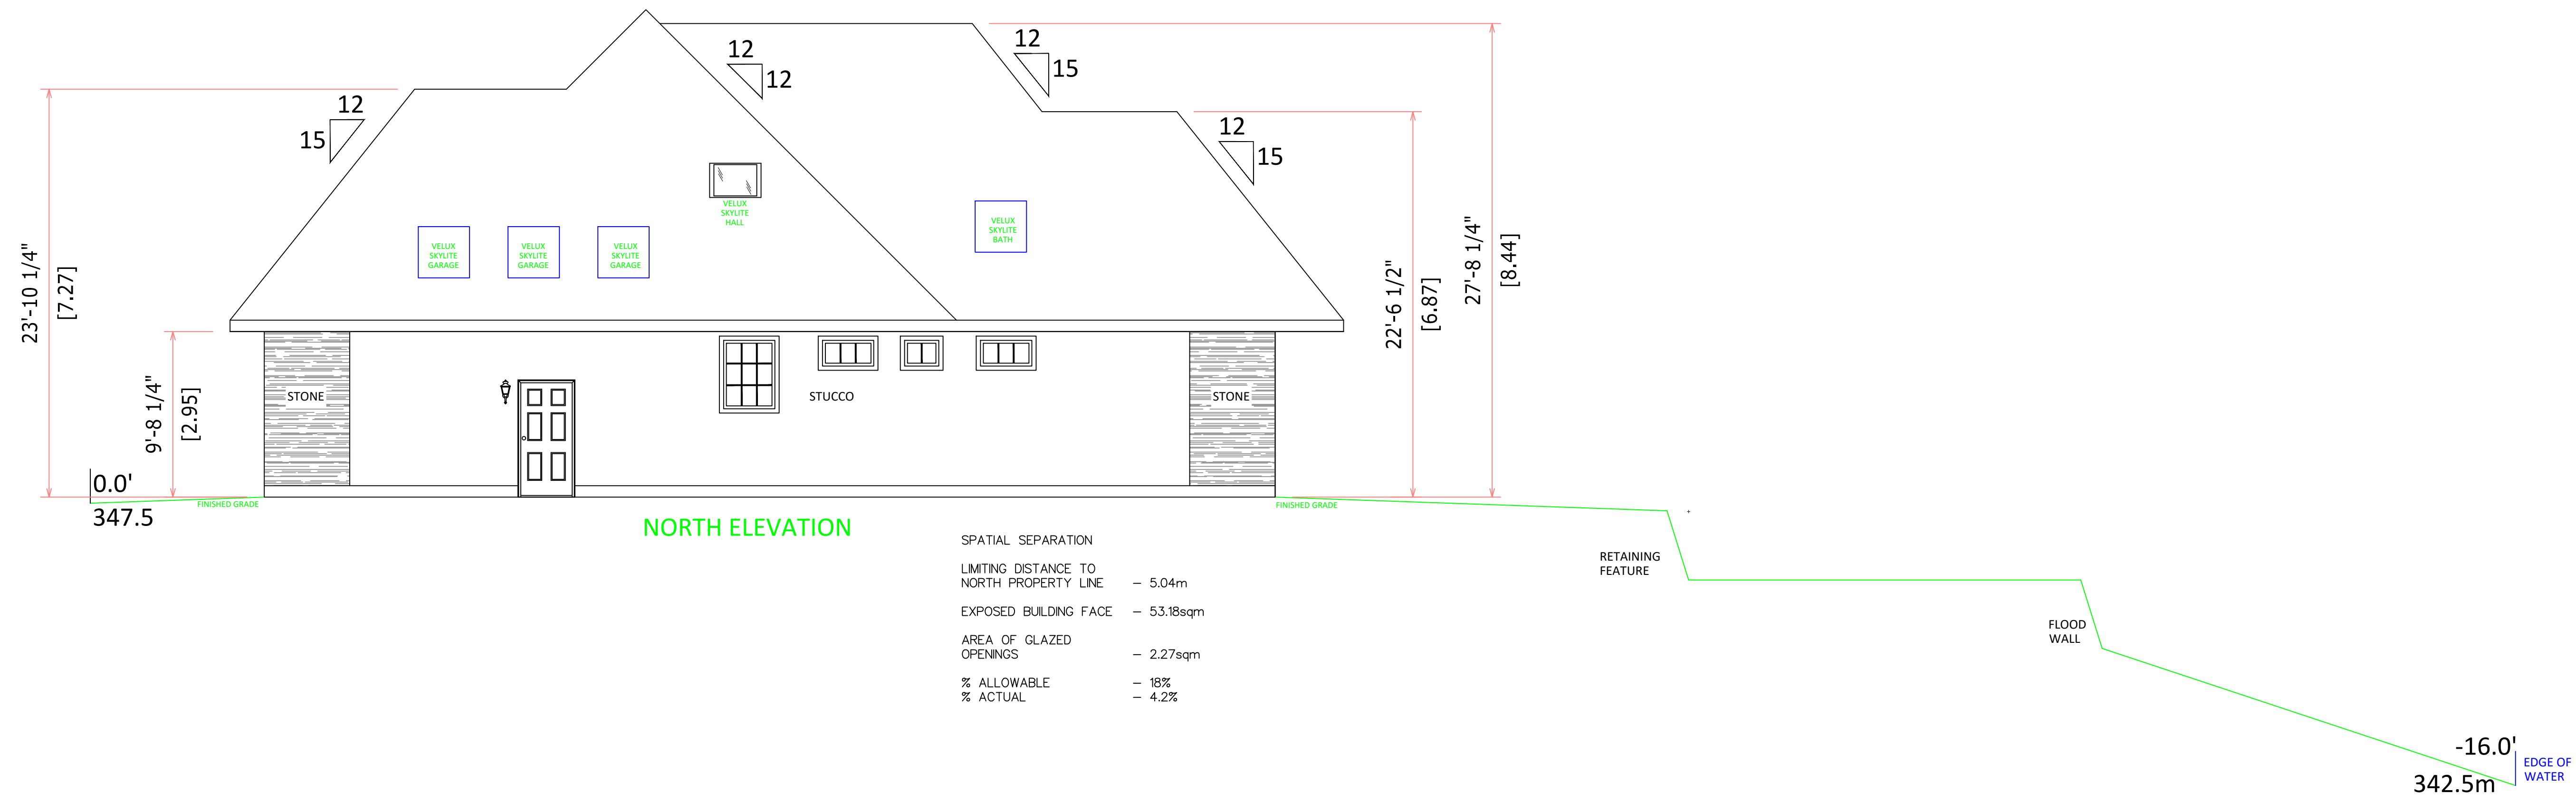 12
15
12
12
12
15
12
15
VELUX
SKYLITE
HALL
VELUX
SKYLITE
GARAGE
VELUX
SKYLITE
GARAGE
VELUX
SKYLITE
GARAGE
VELUX
SKYLITE
BATH
23'-10 1/4"
[7.27]
9'-8 1/4"
[2.95]
22'-6 1/2"
[6.87]
27'-8 1/4"
[8.44]
STONE
STUCCO
STONE
0.0'
347.5
FINISHED GRADE
FINISHED GRADE
NORTH ELEVATION
SPATIAL SEPARATION
LIMITING DISTANCE TO
NORTH PROPERTY LINE – 5.04m
EXPOSED BUILDING FACE – 53.18sqm
AREA OF GLAZED
OPENINGS – 2.27sqm
% ALLOWABLE – 18%
% ACTUAL – 4.2%
RETAINING
FEATURE
FLOOD
WALL
-16.0'
342.5m
EDGE OF
WATER